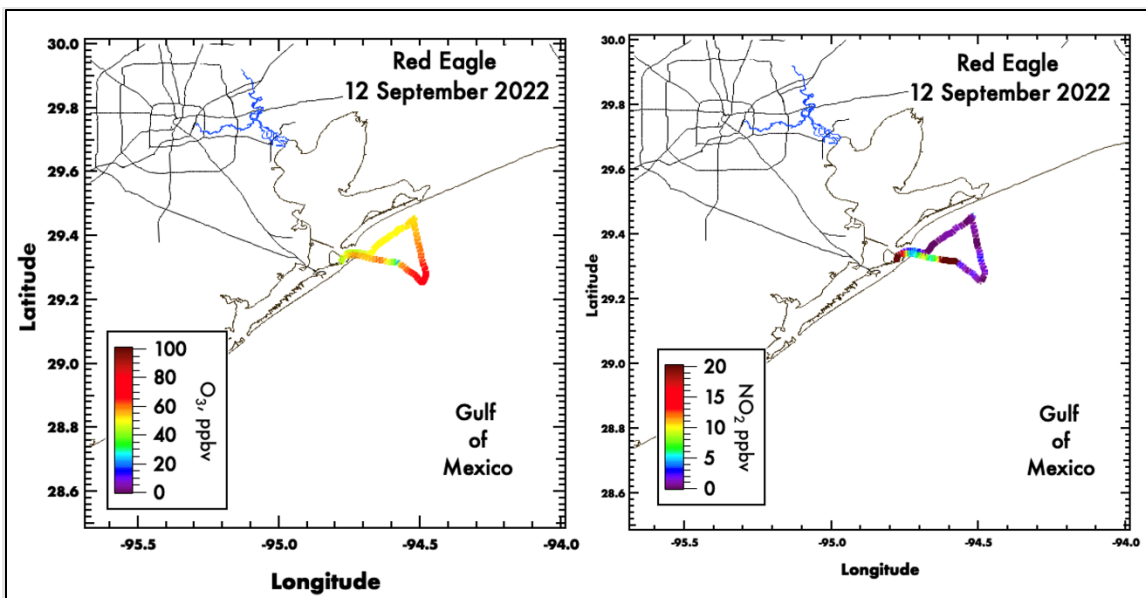 Red Eagle
12 September 2022
30.0
29.8
29.6
29.4
29.2
29.0
28.8
28.6
Latitude
100
80
60
40
20
0
O3, ppbv
Gulf
of
Mexico
-95.5
-95.0
-94.5
-94.0
Longitude
Red Eagle
12 September 2022
30.0
29.8
29.6
29.4
29.2
29.0
28.8
28.6
Latitude
20
15
10
5
0
NO2 ppbv
Gulf
of
Mexico
-95.5
-95.0
-94.5
-94.0
Longitude